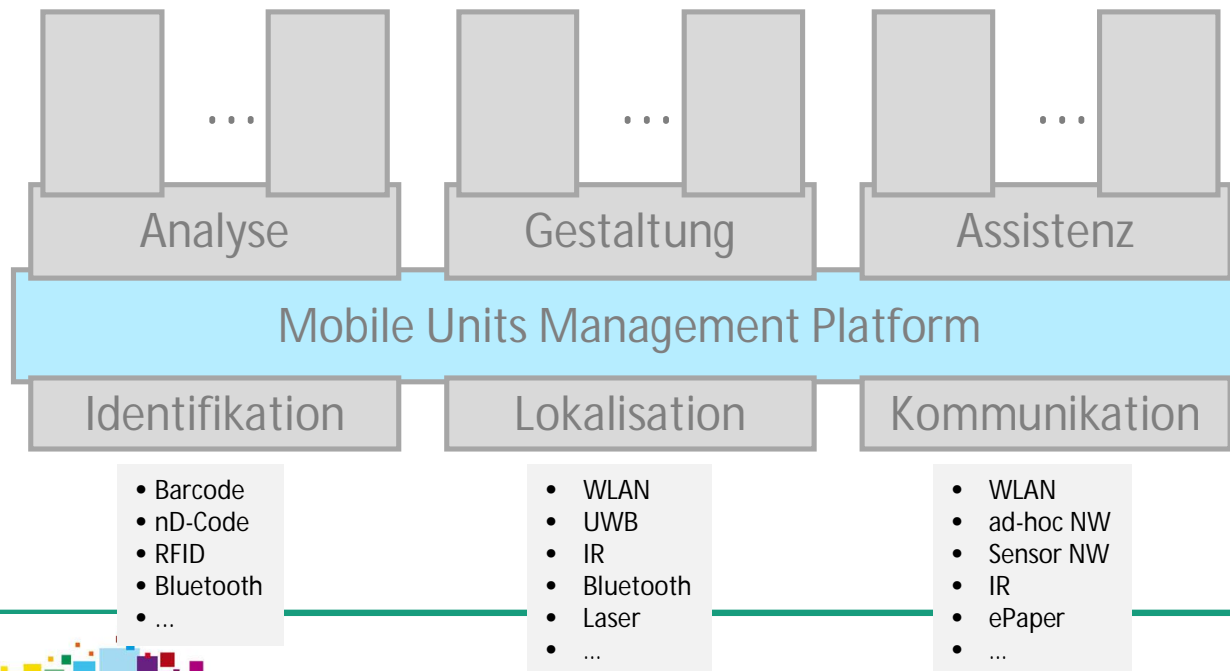 ... ... ...
Analyse Gestaltung Assistenz
Mobile Units Management Platform
Identifikation Lokalisation Kommunikation
• Barcode
• nD-Code
• RFID
• Bluetooth
• ...
• WLAN
• UWB
• IR
• Bluetooth
• Laser
• ...
• WLAN
• ad-hoc NW
• Sensor NW
• IR
• ePaper
• ...